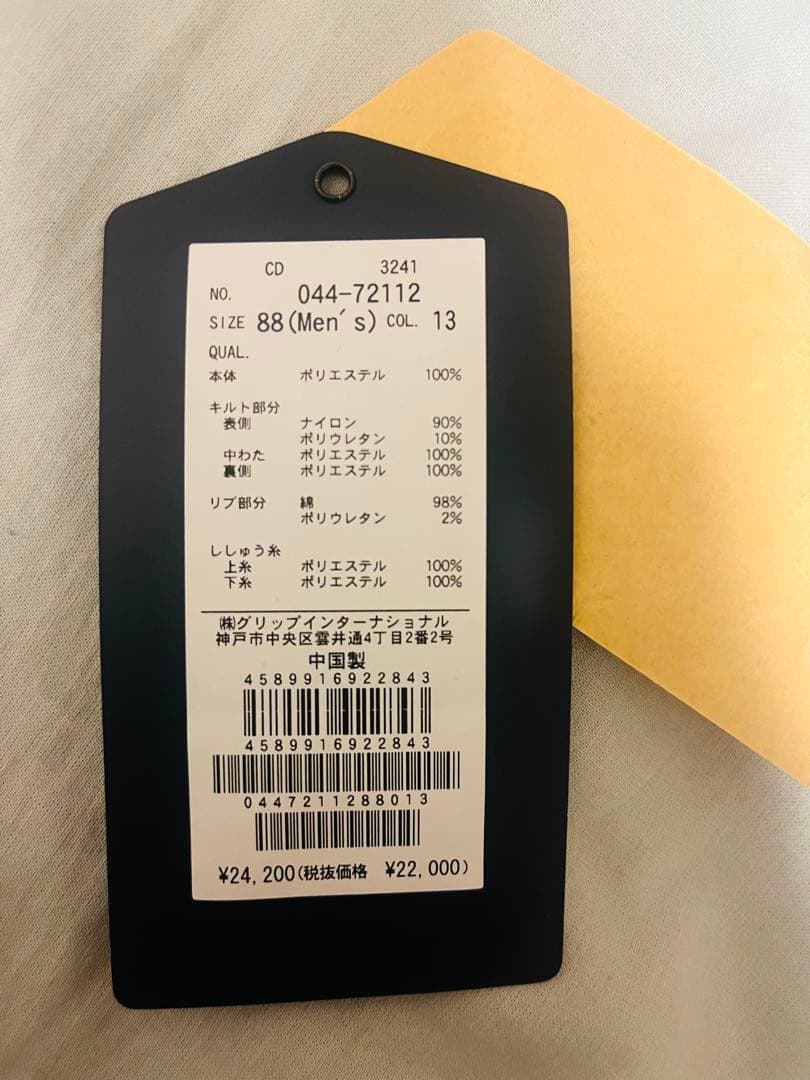 CD 3241
NO. 044-72112
SIZE 88(Men's) COL. 13
QUAL.
本体 ポリエステル 100%
キルト部分
表側 ナイロン 90%
ポリウレタン 10%
中わた ポリエステル 100%
裏側 ポリエステル 100%
リブ部分 綿 98%
ポリウレタン 2%
ししゅう糸
上糸 ポリエステル 100%
下糸 ポリエステル 100%
㈱グリップインターナショナル
神戸市中央区雲井通4丁目2番2号
中国製
4589916922843
4589916922843
0447211288013
¥24,200(税抜価格 ¥22,000)